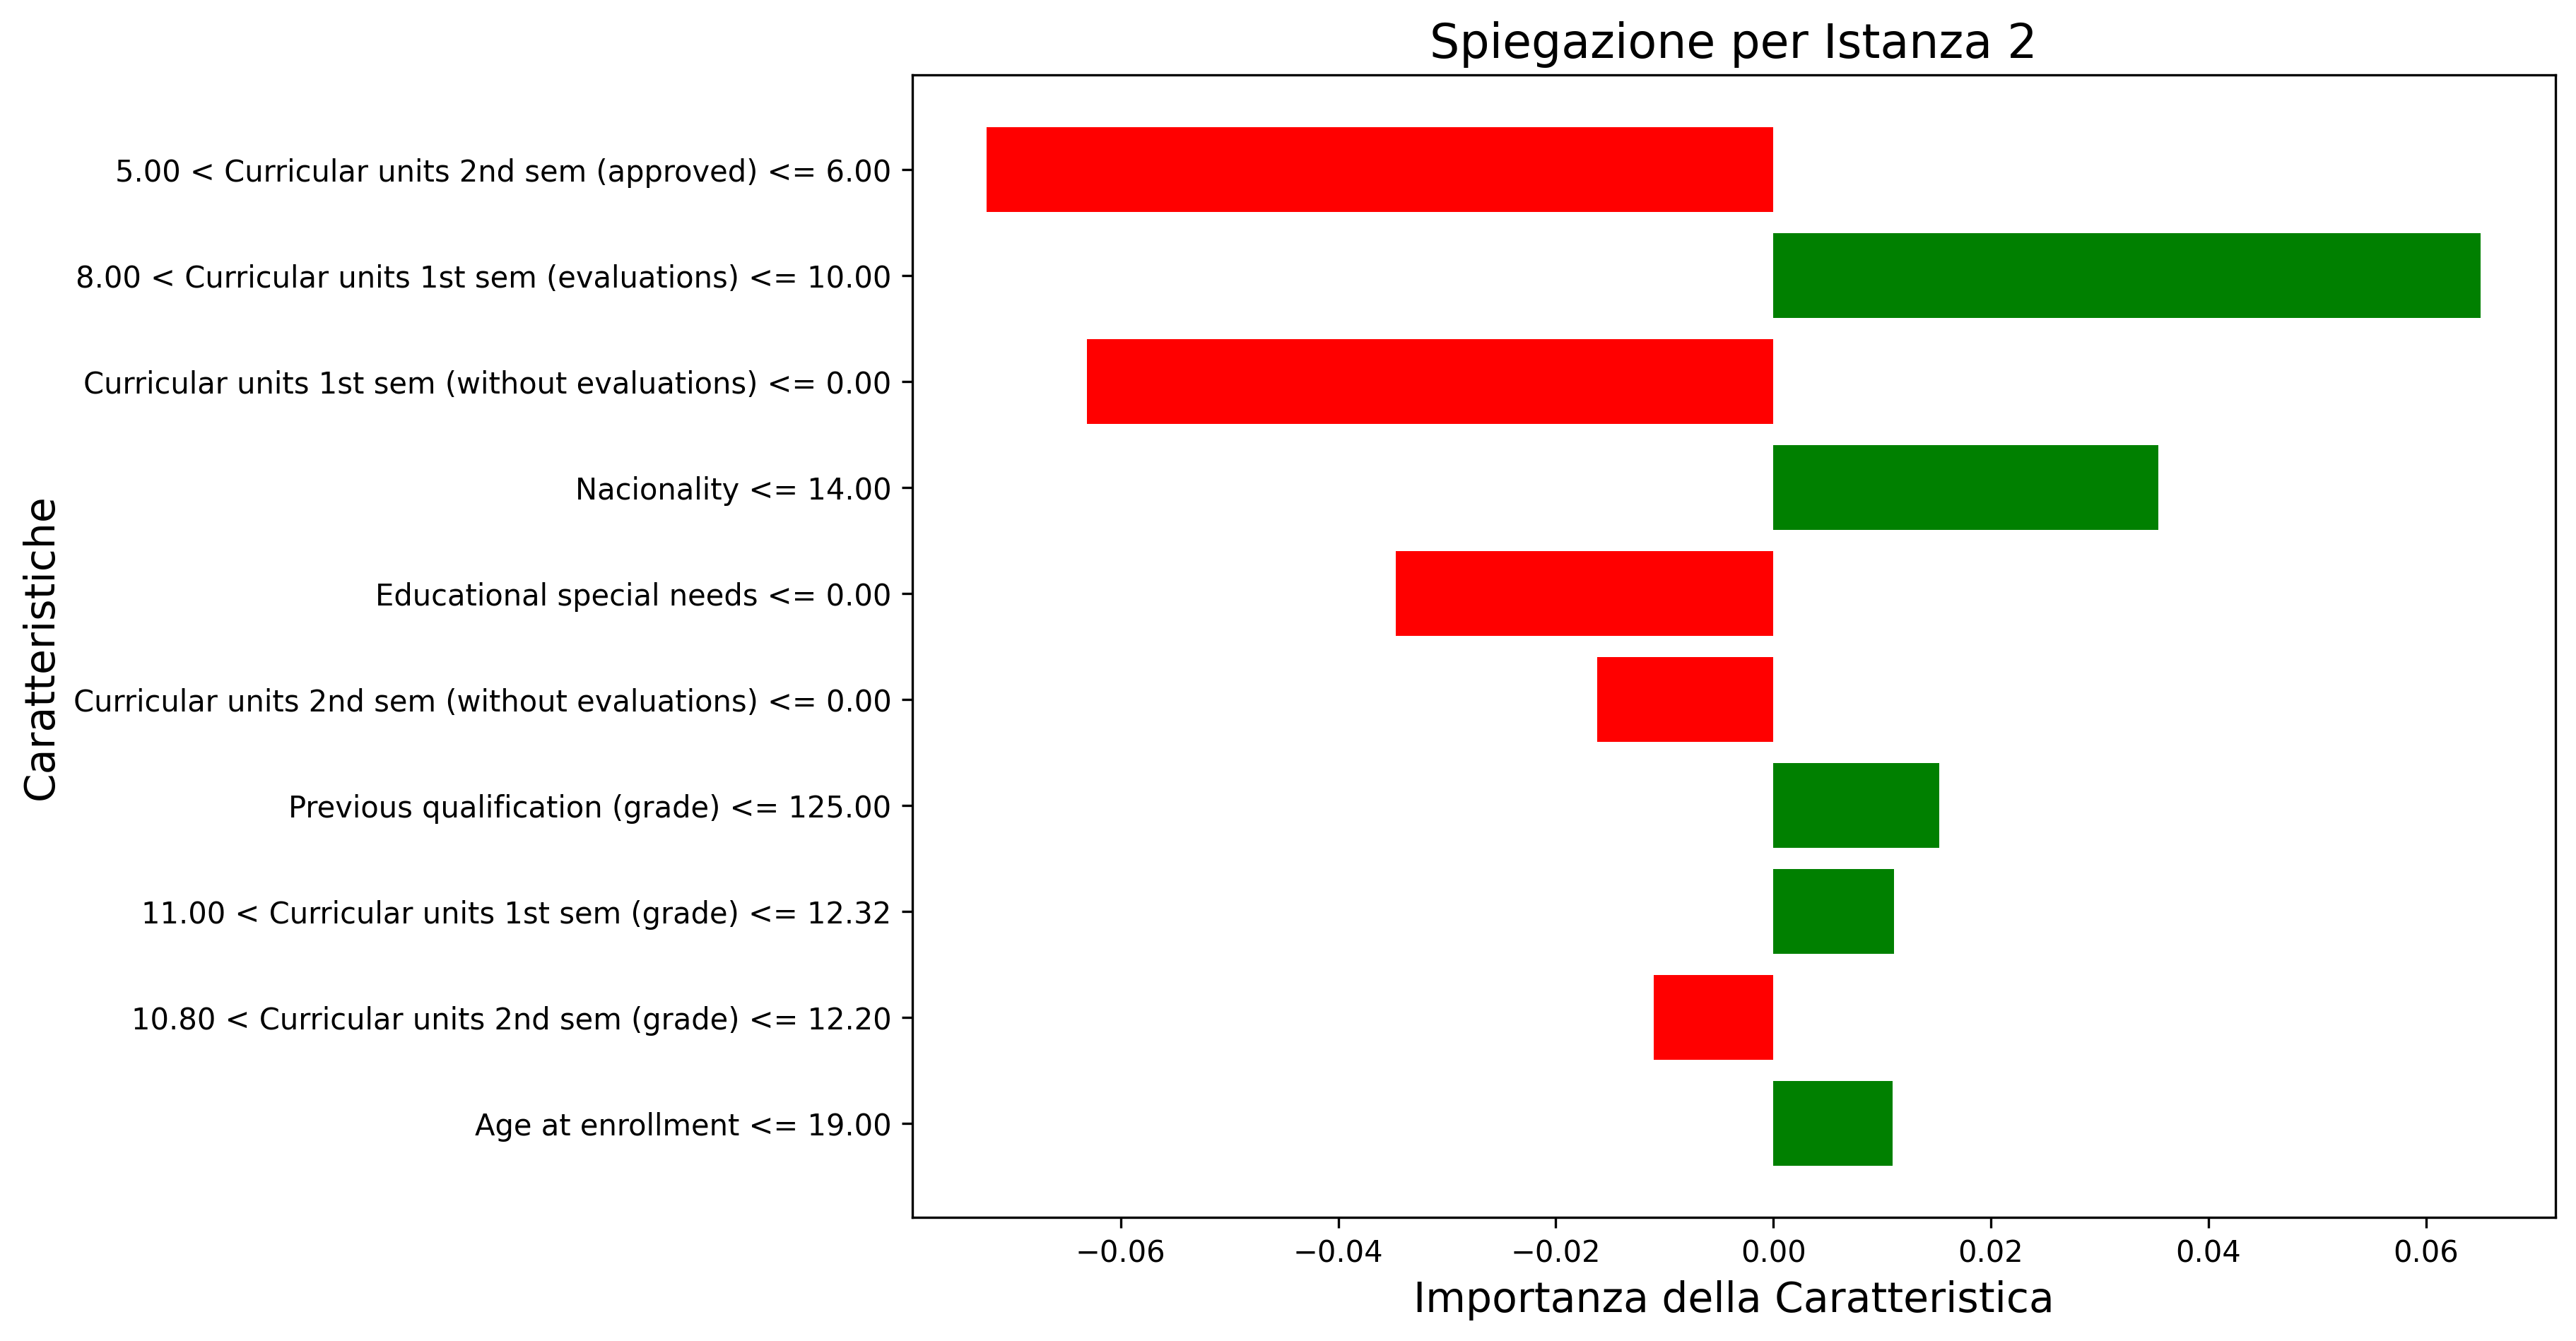 Spiegazione per Istanza 2
Caratteristiche
5.00 < Curricular units 2nd sem (approved) <= 6.00
8.00 < Curricular units 1st sem (evaluations) <= 10.00
Curricular units 1st sem (without evaluations) <= 0.00
Nacionality <= 14.00
Educational special needs <= 0.00
Curricular units 2nd sem (without evaluations) <= 0.00
Previous qualification (grade) <= 125.00
11.00 < Curricular units 1st sem (grade) <= 12.32
10.80 < Curricular units 2nd sem (grade) <= 12.20
Age at enrollment <= 19.00
−0.06 −0.04 −0.02 0.00 0.02 0.04 0.06
Importanza della Caratteristica